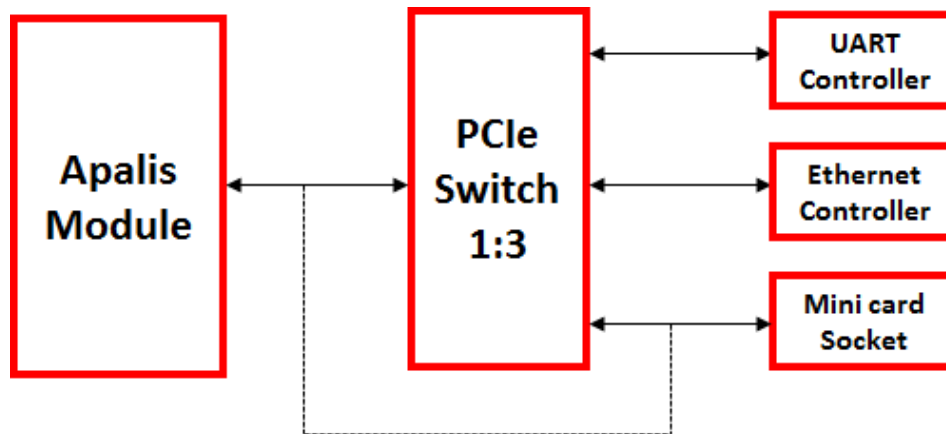 Apalis
Module
PCIe
Switch
1:3
UART
Controller
Ethernet
Controller
Mini card
Socket